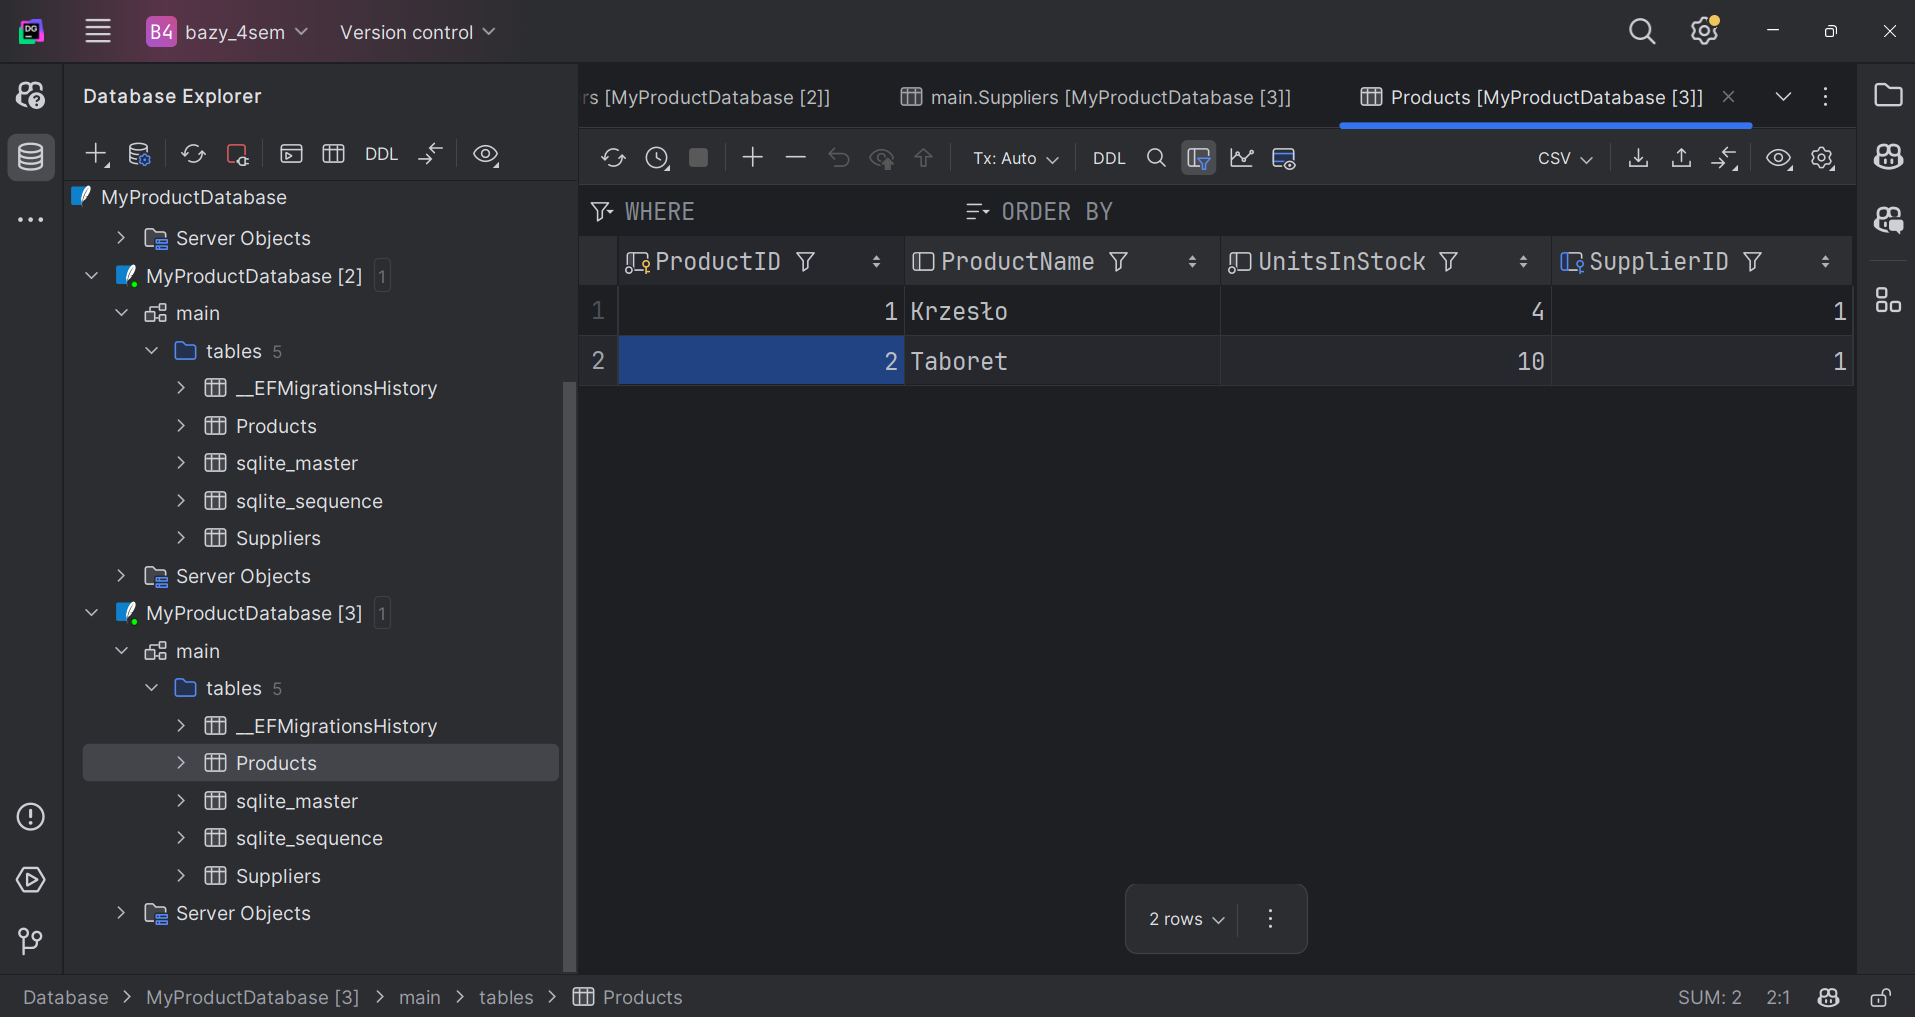 DG B4 bazy_4sem Version control
Database Explorer
rs [MyProductDatabase [2]] main.Suppliers [MyProductDatabase [3]] Products [MyProductDatabase [3]]
DDL
Tx: Auto DDL CSV
MyProductDatabase
Server Objects
MyProductDatabase [2] 1
main
tables 5
__EFMigrationsHistory
Products
sqlite_master
sqlite_sequence
Suppliers
Server Objects
MyProductDatabase [3] 1
main
tables 5
__EFMigrationsHistory
Products
sqlite_master
sqlite_sequence
Suppliers
Server Objects
WHERE ORDER BY
ProductID ProductName UnitsInStock SupplierID
1 1 Krzesło 4 1
2 2 Taboret 10 1
2 rows
Database MyProductDatabase [3] main tables Products
SUM: 2 2:1